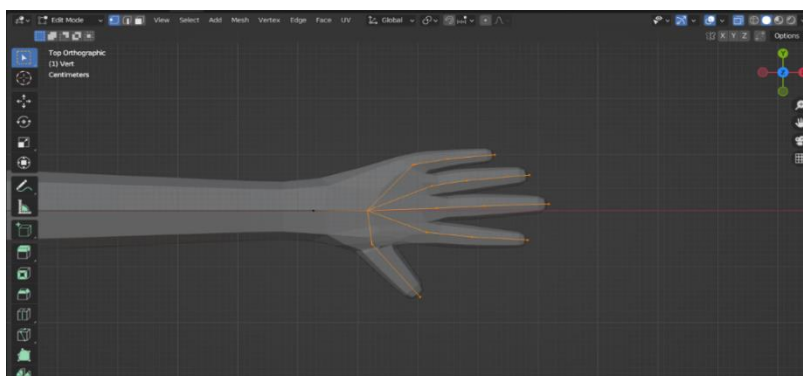 Edit Mode View Select Add Mesh Vertex Edge Face UV Global
X Y Z Options
Top Orthographic
(1) Vert
Centimeters
Y
Z